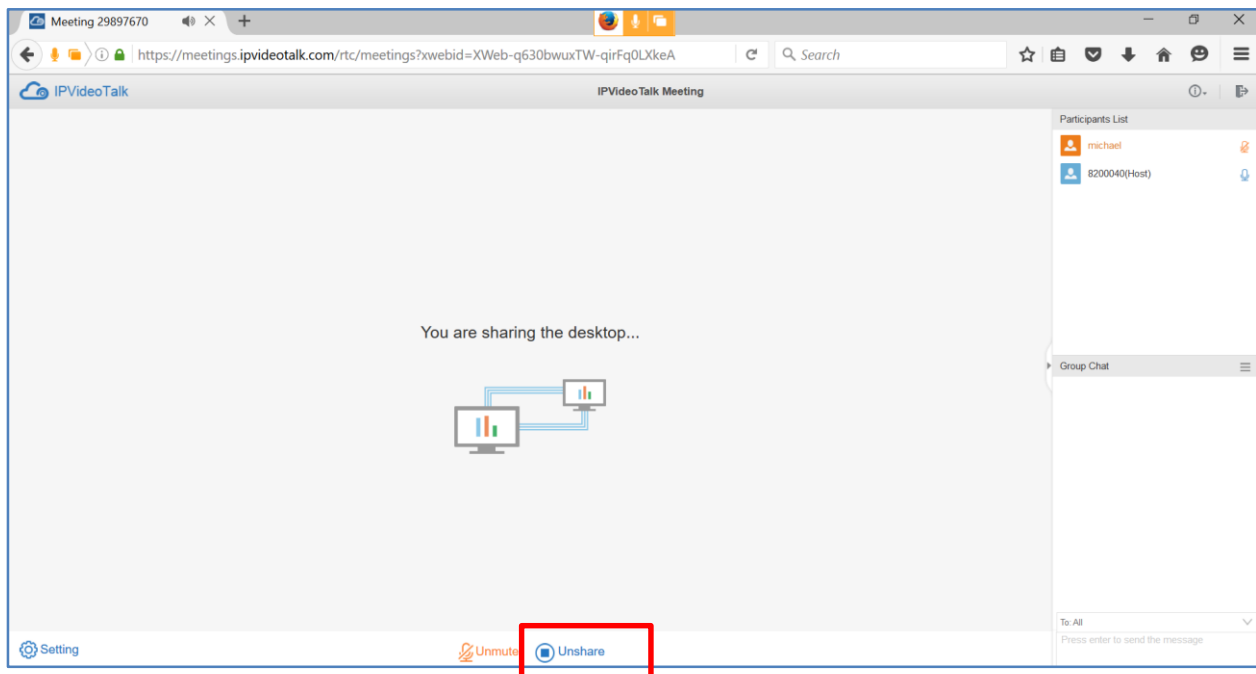 Meeting 29897670
https://meetings.ipvideotalk.com/rtc/meetings?xwebid=XWeb-q630bwuxTW-qirFq0LXkeA
Search
IPVideoTalk
IPVideoTalk Meeting
Participants List
michael
8200040(Host)
You are sharing the desktop...
Group Chat
To: All
Press enter to send the message
Setting
Unmute
Unshare